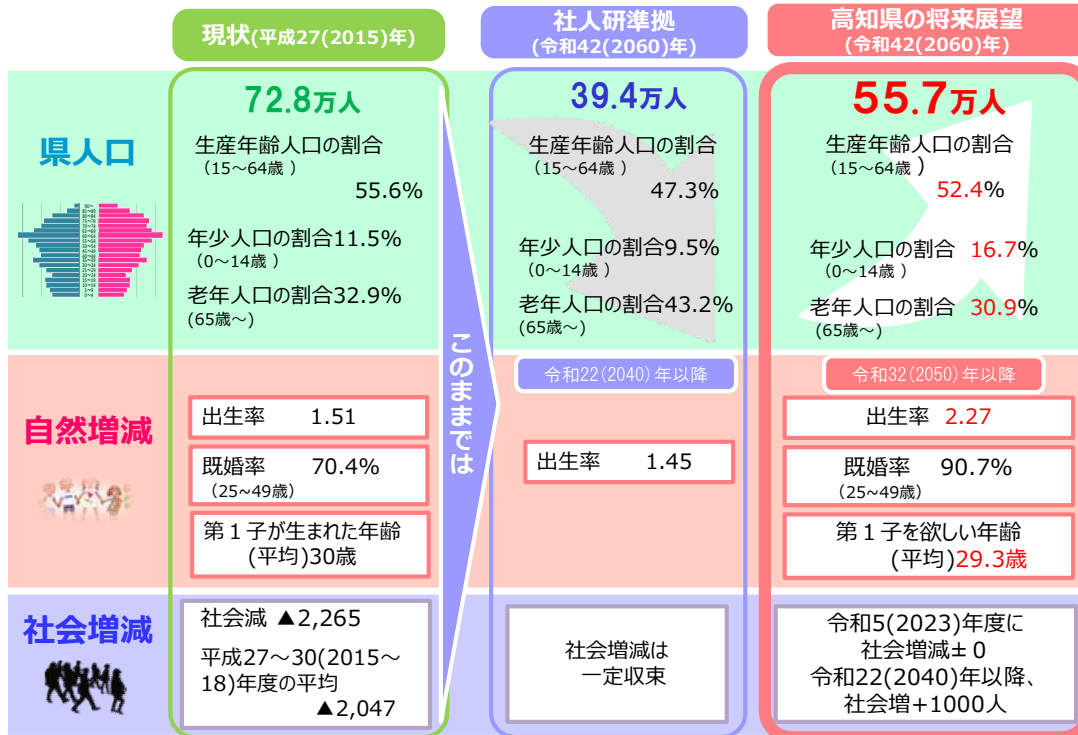 現状(平成27(2015)年)
社人研準拠
(令和42(2060)年)
高知県の将来展望
(令和42(2060)年)
県人口
72.8万人
生産年齢人口の割合
(15～64歳 )
55.6%
年少人口の割合11.5%
(0～14歳 )
老年人口の割合32.9%
(65歳～)
このままでは
39.4万人
生産年齢人口の割合
(15～64歳 )
47.3%
年少人口の割合9.5%
(0～14歳 )
老年人口の割合43.2%
(65歳～)
55.7万人
生産年齢人口の割合
(15～64歳 )
52.4%
年少人口の割合 16.7%
(0～14歳 )
老年人口の割合 30.9%
(65歳～)
自然増減
出生率 1.51
既婚率 70.4%
(25~49歳)
第１子が生まれた年齢
(平均)30歳
令和22(2040)年以降
出生率 1.45
令和32(2050)年以降
出生率 2.27
既婚率 90.7%
(25~49歳)
第１子を欲しい年齢
(平均)29.3歳
社会増減
社会減 ▲2,265
平成27～30(2015～
18)年度の平均
▲2,047
社会増減は
一定収束
令和5(2023)年度に
社会増減±０
令和22(2040)年以降、
社会増+1000人